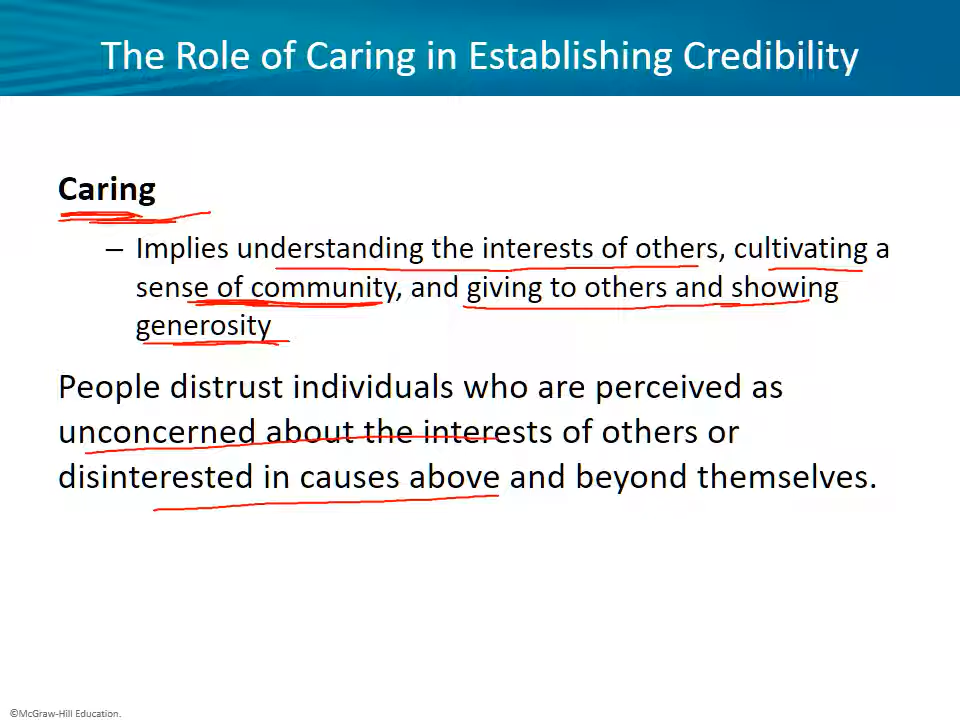 The Role of Caring in Establishing Credibility
Caring
– Implies understanding the interests of others, cultivating a
sense of community, and giving to others and showing
generosity
People distrust individuals who are perceived as
unconcerned about the interests of others or
disinterested in causes above and beyond themselves.
©McGraw-Hill Education.